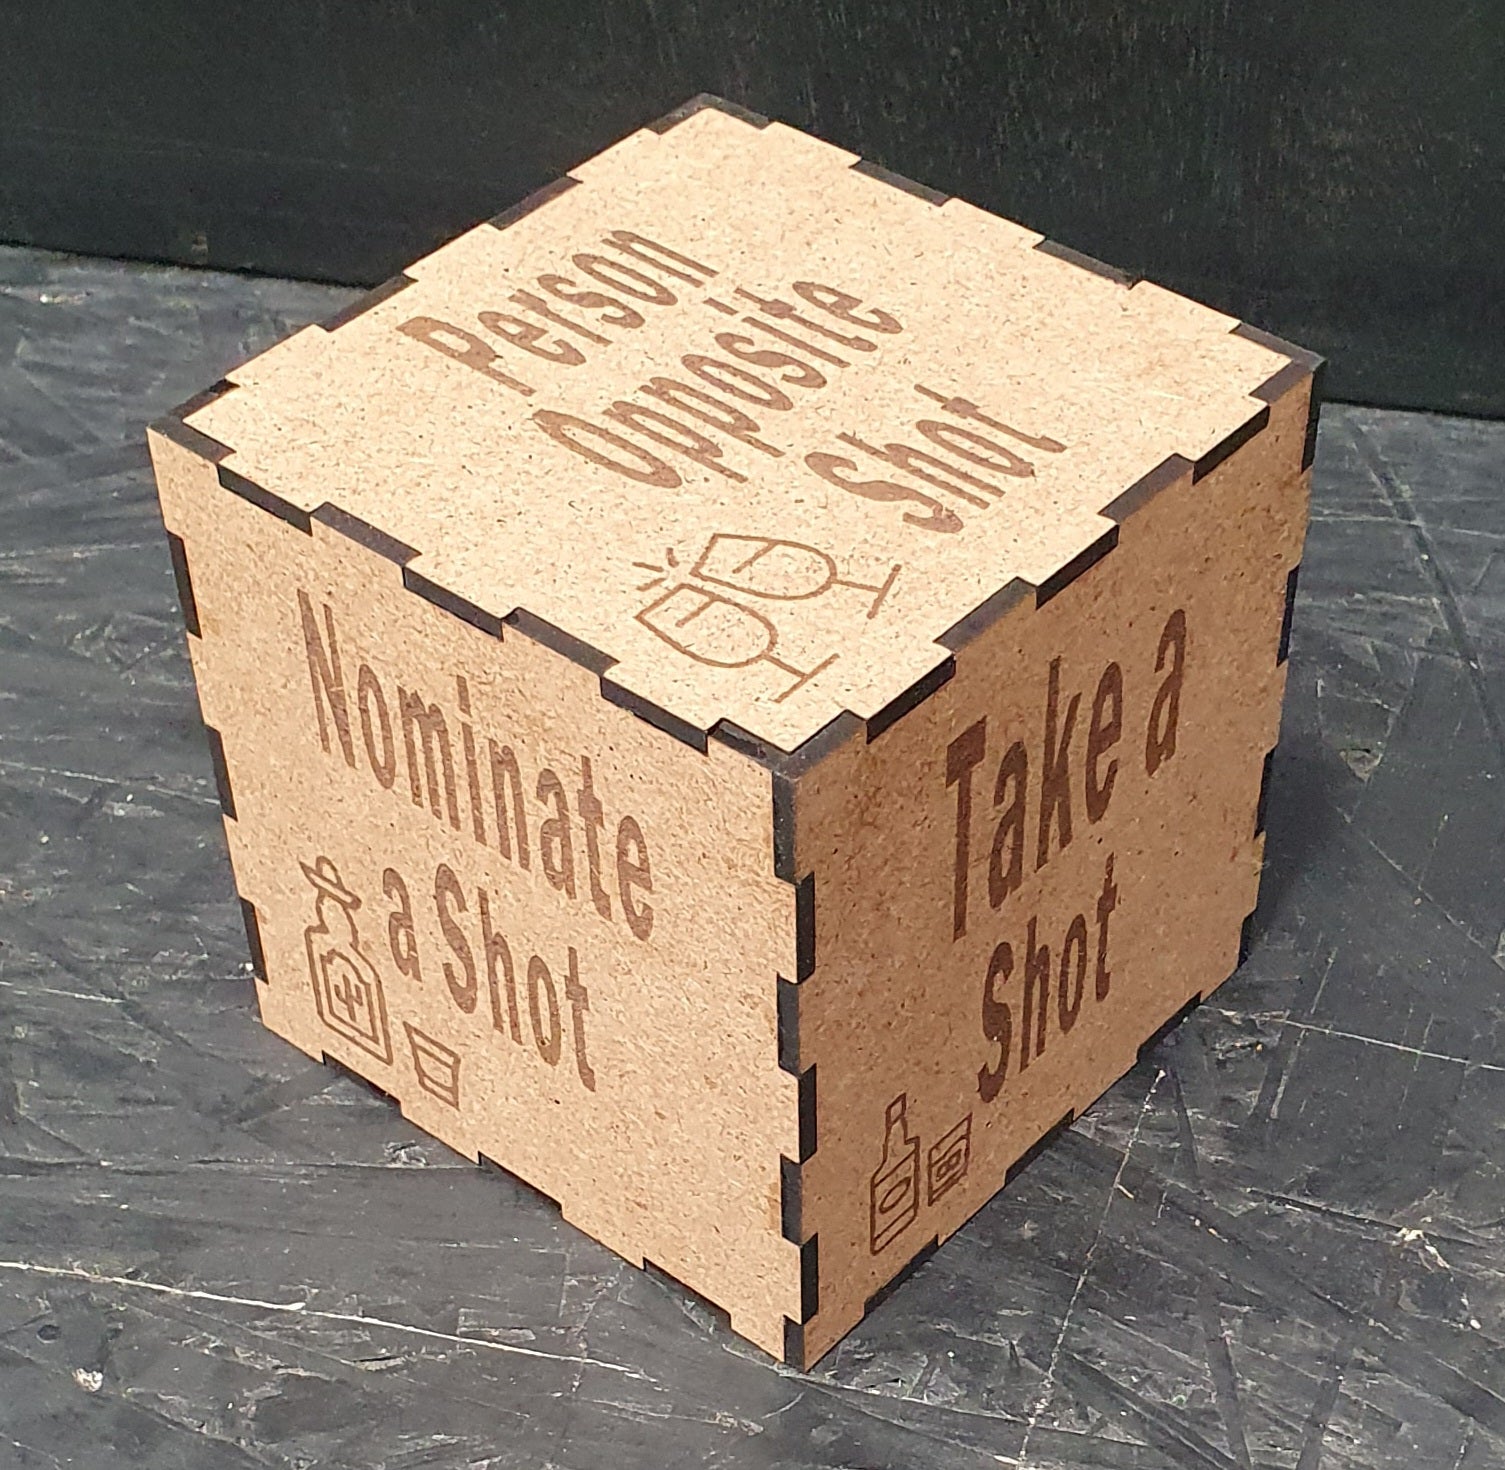 Person
Opposite
Shot
Nominate
a Shot
Take a
Shot